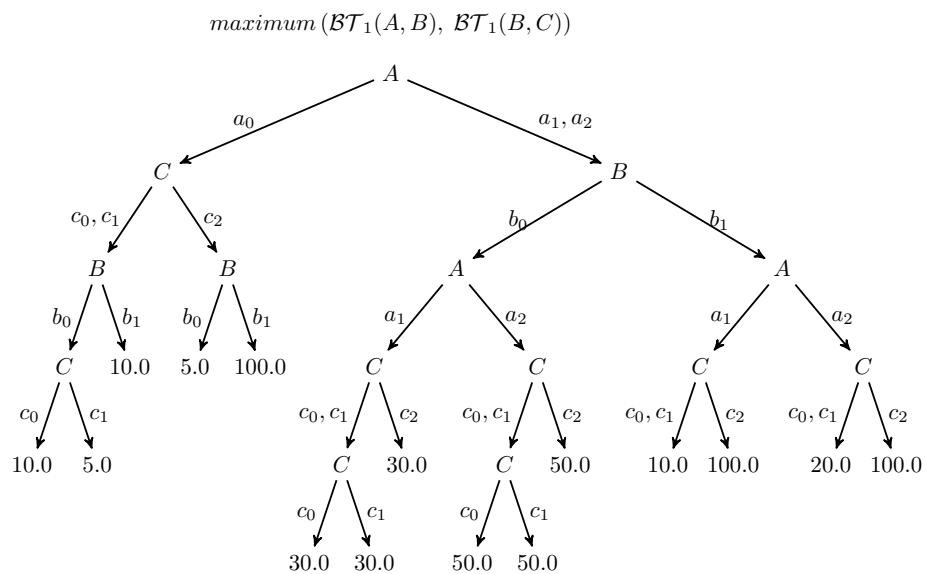 maximum (ℬ𝒯₁(A, B), ℬ𝒯₁(B, C))
A
a₀ a₁, a₂
C B
c₀, c₁ c₂ b₀ b₁
B B A A
b₀ b₁ b₀ b₁ a₁ a₂ a₁ a₂
C 10.0 5.0 100.0 C C C C
c₀ c₁ c₀, c₁ c₂ c₀, c₁ c₂ c₀, c₁ c₂ c₀, c₁ c₂
10.0 5.0 C 30.0 C 50.0 10.0 100.0 20.0 100.0
c₀ c₁ c₀ c₁
30.0 30.0 50.0 50.0